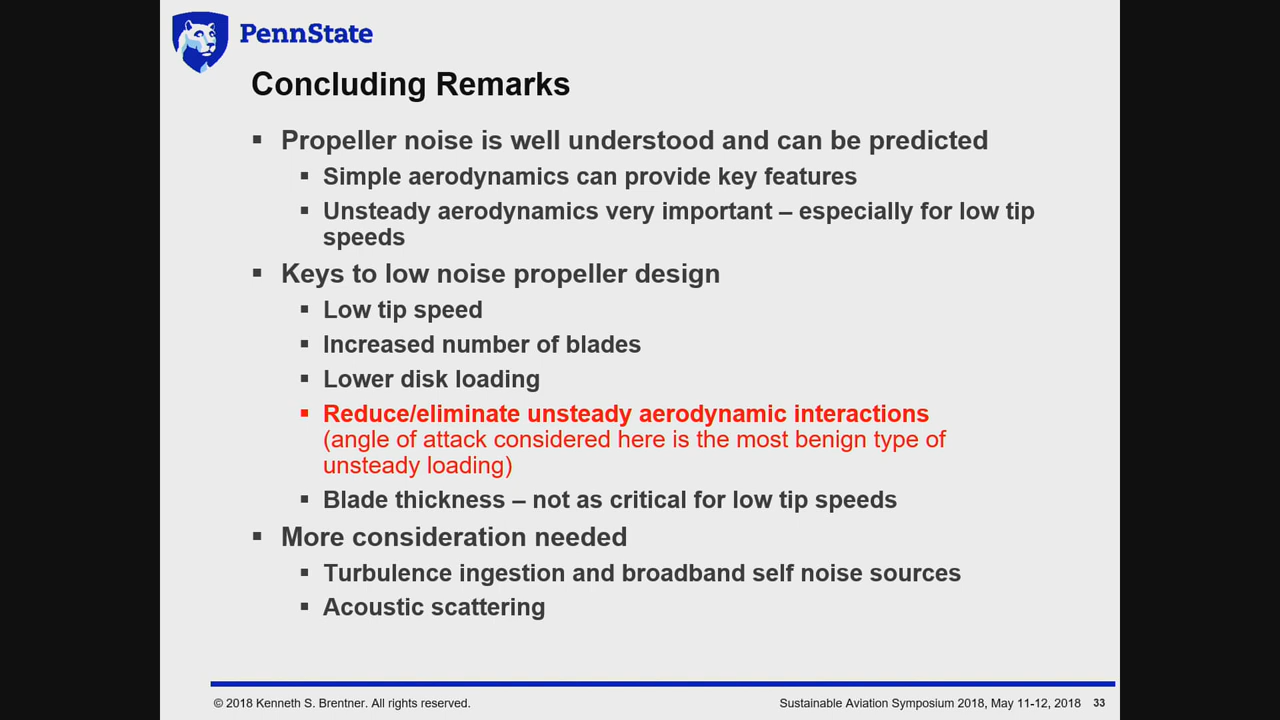 PennState
Concluding Remarks
▪ Propeller noise is well understood and can be predicted
▪ Simple aerodynamics can provide key features
▪ Unsteady aerodynamics very important – especially for low tip
speeds
▪ Keys to low noise propeller design
▪ Low tip speed
▪ Increased number of blades
▪ Lower disk loading
▪ Reduce/eliminate unsteady aerodynamic interactions
(angle of attack considered here is the most benign type of
unsteady loading)
▪ Blade thickness – not as critical for low tip speeds
▪ More consideration needed
▪ Turbulence ingestion and broadband self noise sources
▪ Acoustic scattering
© 2018 Kenneth S. Brentner. All rights reserved.
Sustainable Aviation Symposium 2018, May 11-12, 2018 33